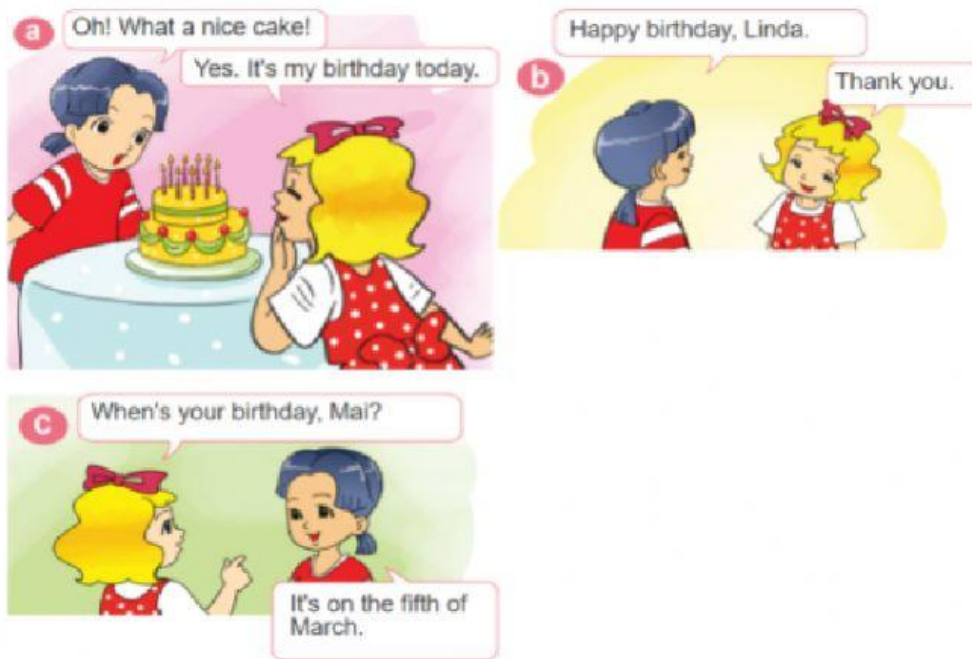 a
Oh! What a nice cake!
Yes. It's my birthday today.
b
Happy birthday, Linda.
Thank you.
c
When's your birthday, Mai?
It's on the fifth of
March.